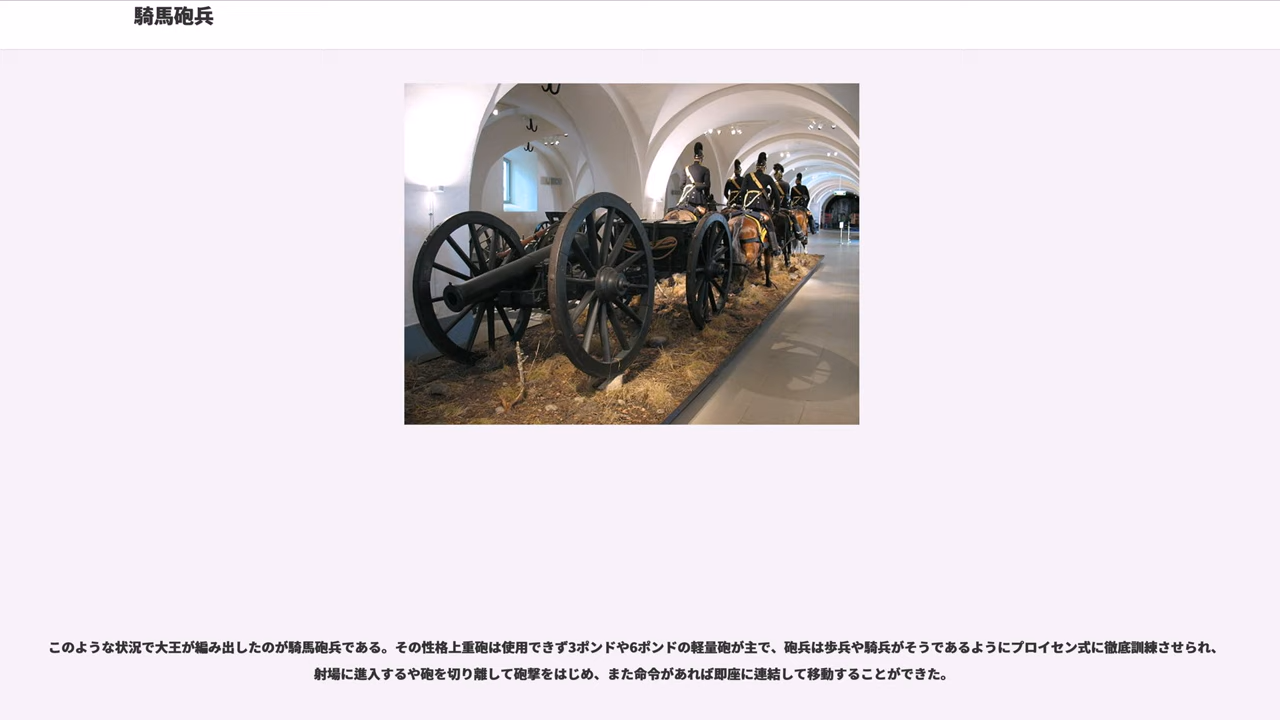 騎馬砲兵
このような状況で大王が編み出したのが騎馬砲兵である。その性格上重砲は使用できず3ポンドや6ポンドの軽量砲が主で、砲兵は歩兵や騎兵がそうであるようにプロイセン式に徹底訓練させられ、
射場に進入するや砲を切り離して砲撃をはじめ、また命令があれば即座に連結して移動することができた。